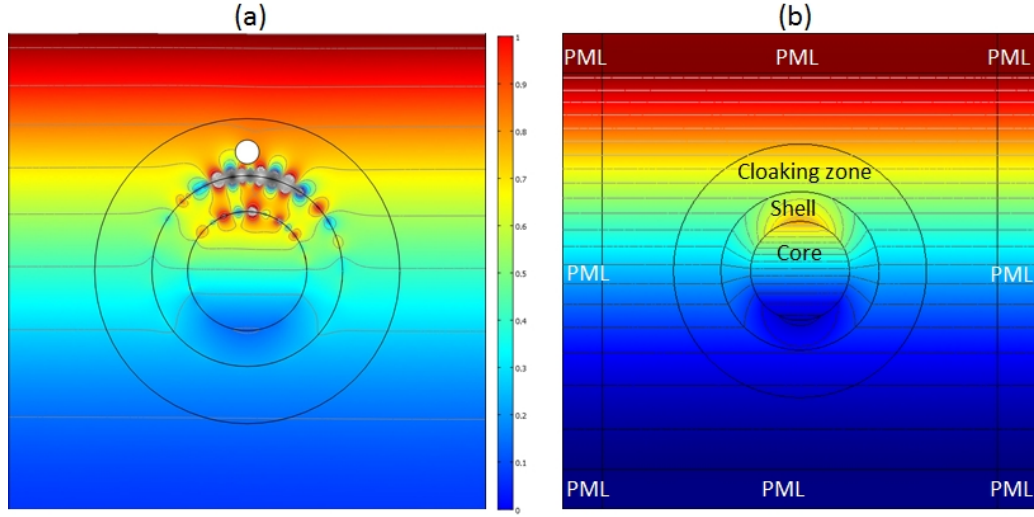 (a)
(b)
1
0.9
0.8
0.7
0.6
0.5
0.4
0.3
0.2
0.1
0
PML PML PML
Cloaking zone
Shell
Core
PML PML
PML PML PML